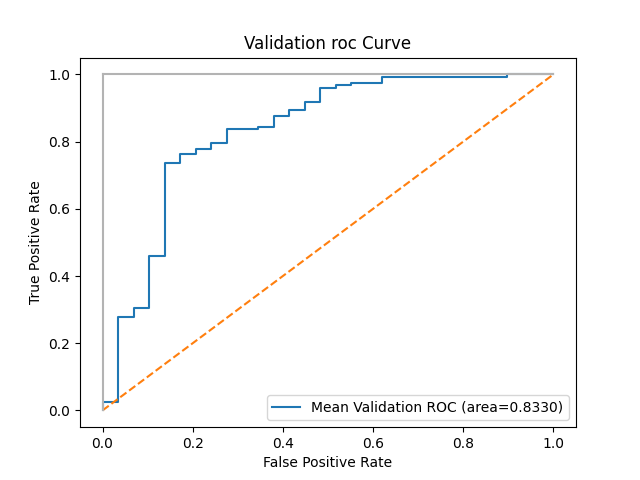 Validation roc Curve
1.0
0.8
0.6
0.4
0.2
0.0
True Positive Rate
Mean Validation ROC (area=0.8330)
0.0 0.2 0.4 0.6 0.8 1.0
False Positive Rate